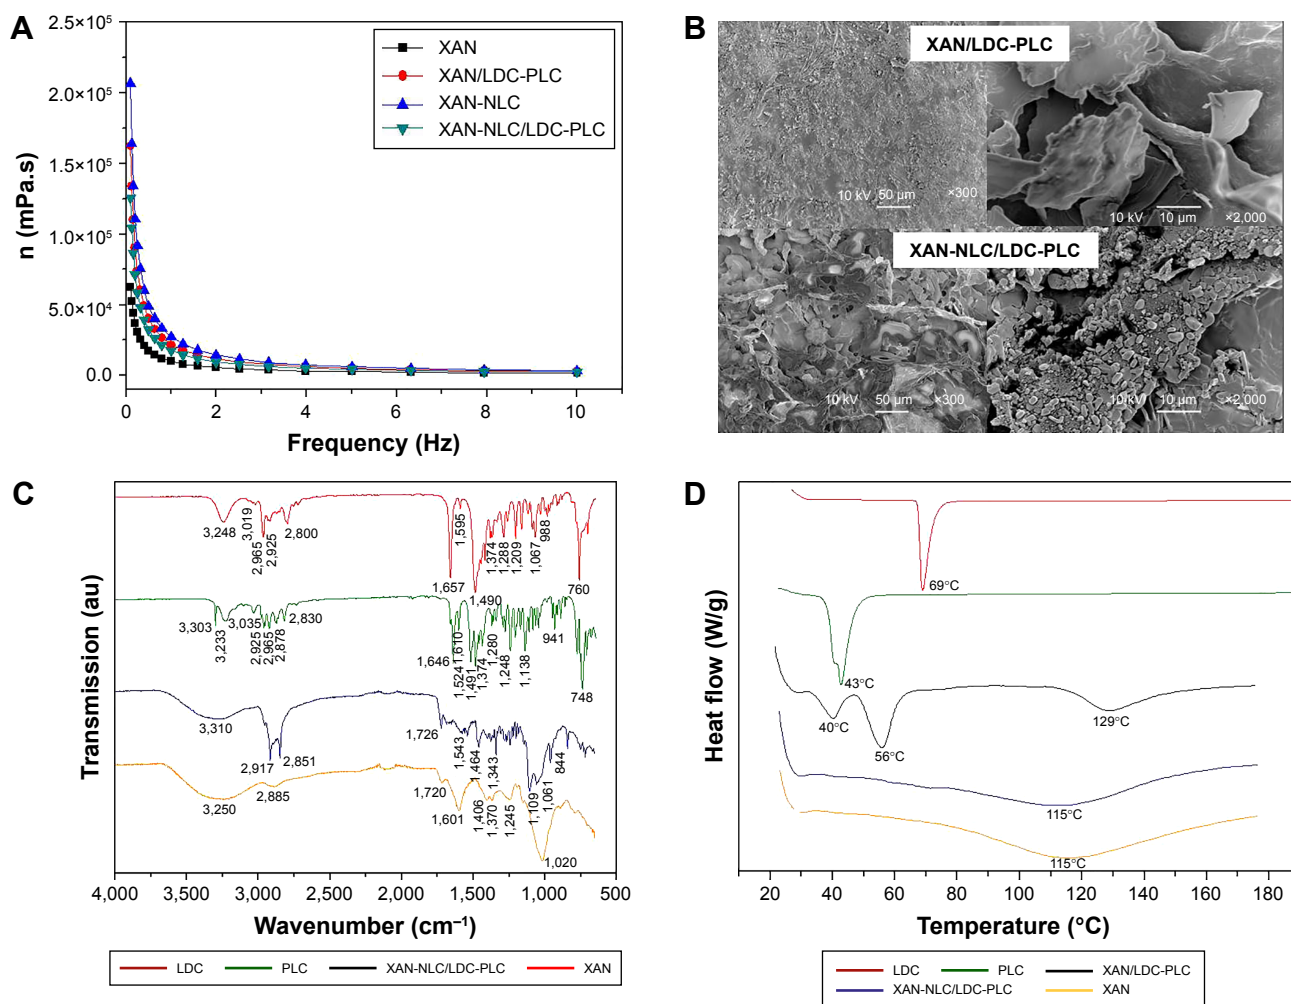 A
2.5×10⁵
2.0×10⁵
1.5×10⁵
1.0×10⁵
5.0×10⁴
0.0
n (mPa.s)
XAN
XAN/LDC-PLC
XAN-NLC
XAN-NLC/LDC-PLC
0 2 4 6 8 10
Frequency (Hz)
B
XAN/LDC-PLC
10 kV 50 µm ×300
10 kV 10 µm ×2,000
XAN-NLC/LDC-PLC
10 kV 50 µm ×300
10 kV 10 µm ×2,000
C
Transmission (au)
3,248 3,019 2,965 2,925 2,800 1,657 1,595 1,490 1,374 1,288 1,209 1,067 988 760
3,303 3,233 3,035 2,925 2,965 2,878 2,830 1,646 1,610 1,524 1,491 1,374 1,280 1,248 1,138 941 748
3,310 2,917 2,851 1,726 1,543 1,464 1,343 1,109 1,061 844
3,250 2,885 1,720 1,601 1,406 1,370 1,245 1,020
4,000 3,500 3,000 2,500 2,000 1,500 1,000 500
Wavenumber (cm⁻¹)
LDC PLC XAN-NLC/LDC-PLC XAN
D
Heat flow (W/g)
69°C
43°C
40°C 56°C 129°C
115°C
115°C
20 40 60 80 100 120 140 160 180
Temperature (°C)
LDC PLC XAN/LDC-PLC
XAN-NLC/LDC-PLC XAN